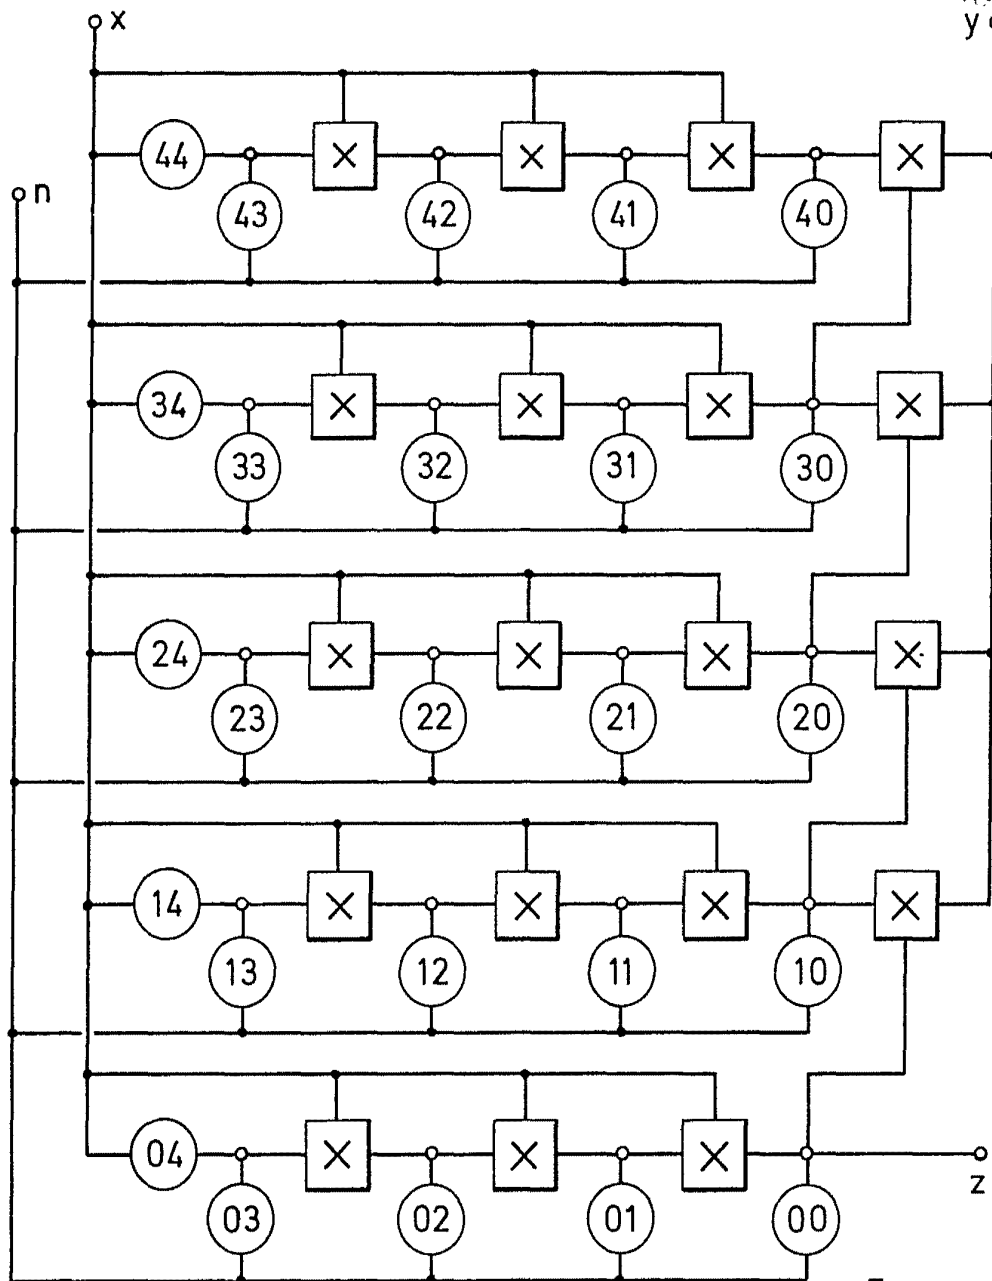 x y
× × × ×
44
n
43 42 41 40
34 × × × ×
33 32 31 30
24 × × × ×
23 22 21 20
14 × × × ×
13 12 11 10
04 × × ×
z
03 02 01 00